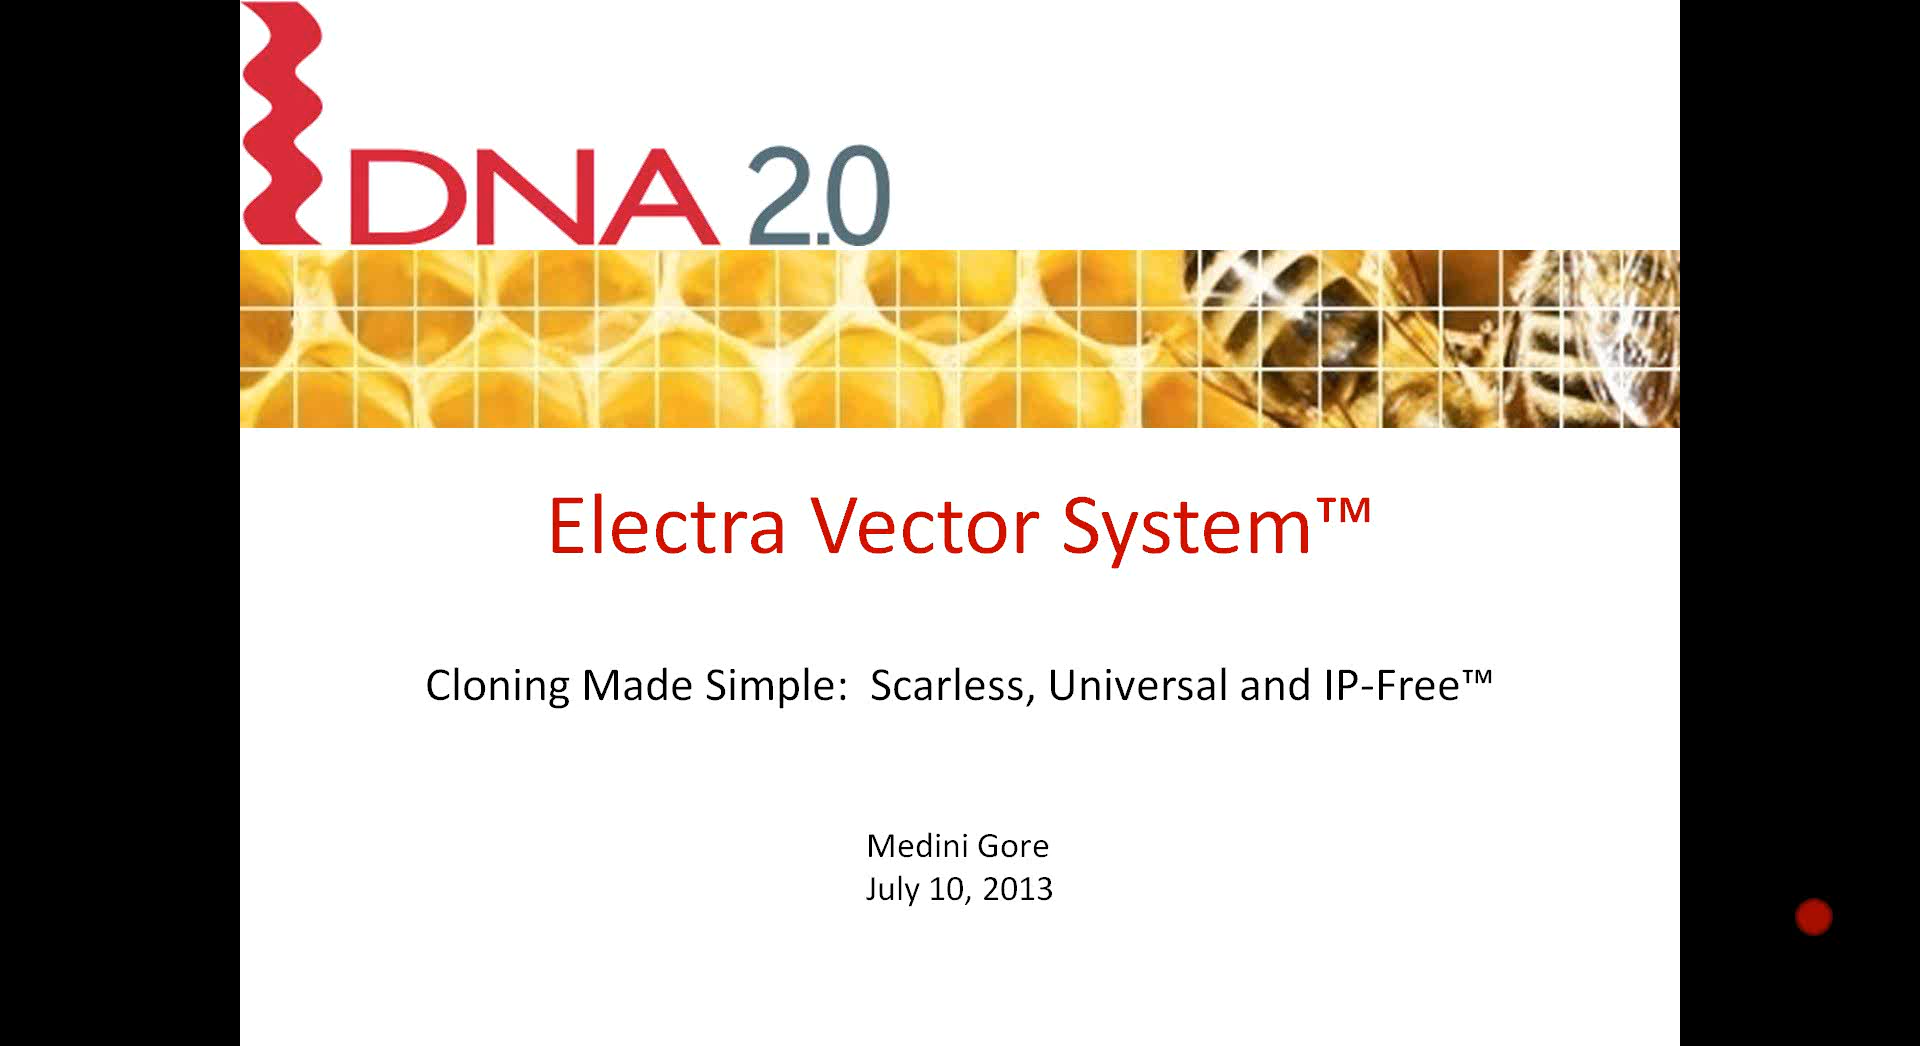 DNA 2.0
Electra Vector System™
Cloning Made Simple:  Scarless, Universal and IP-Free™
Medini Gore
July 10, 2013